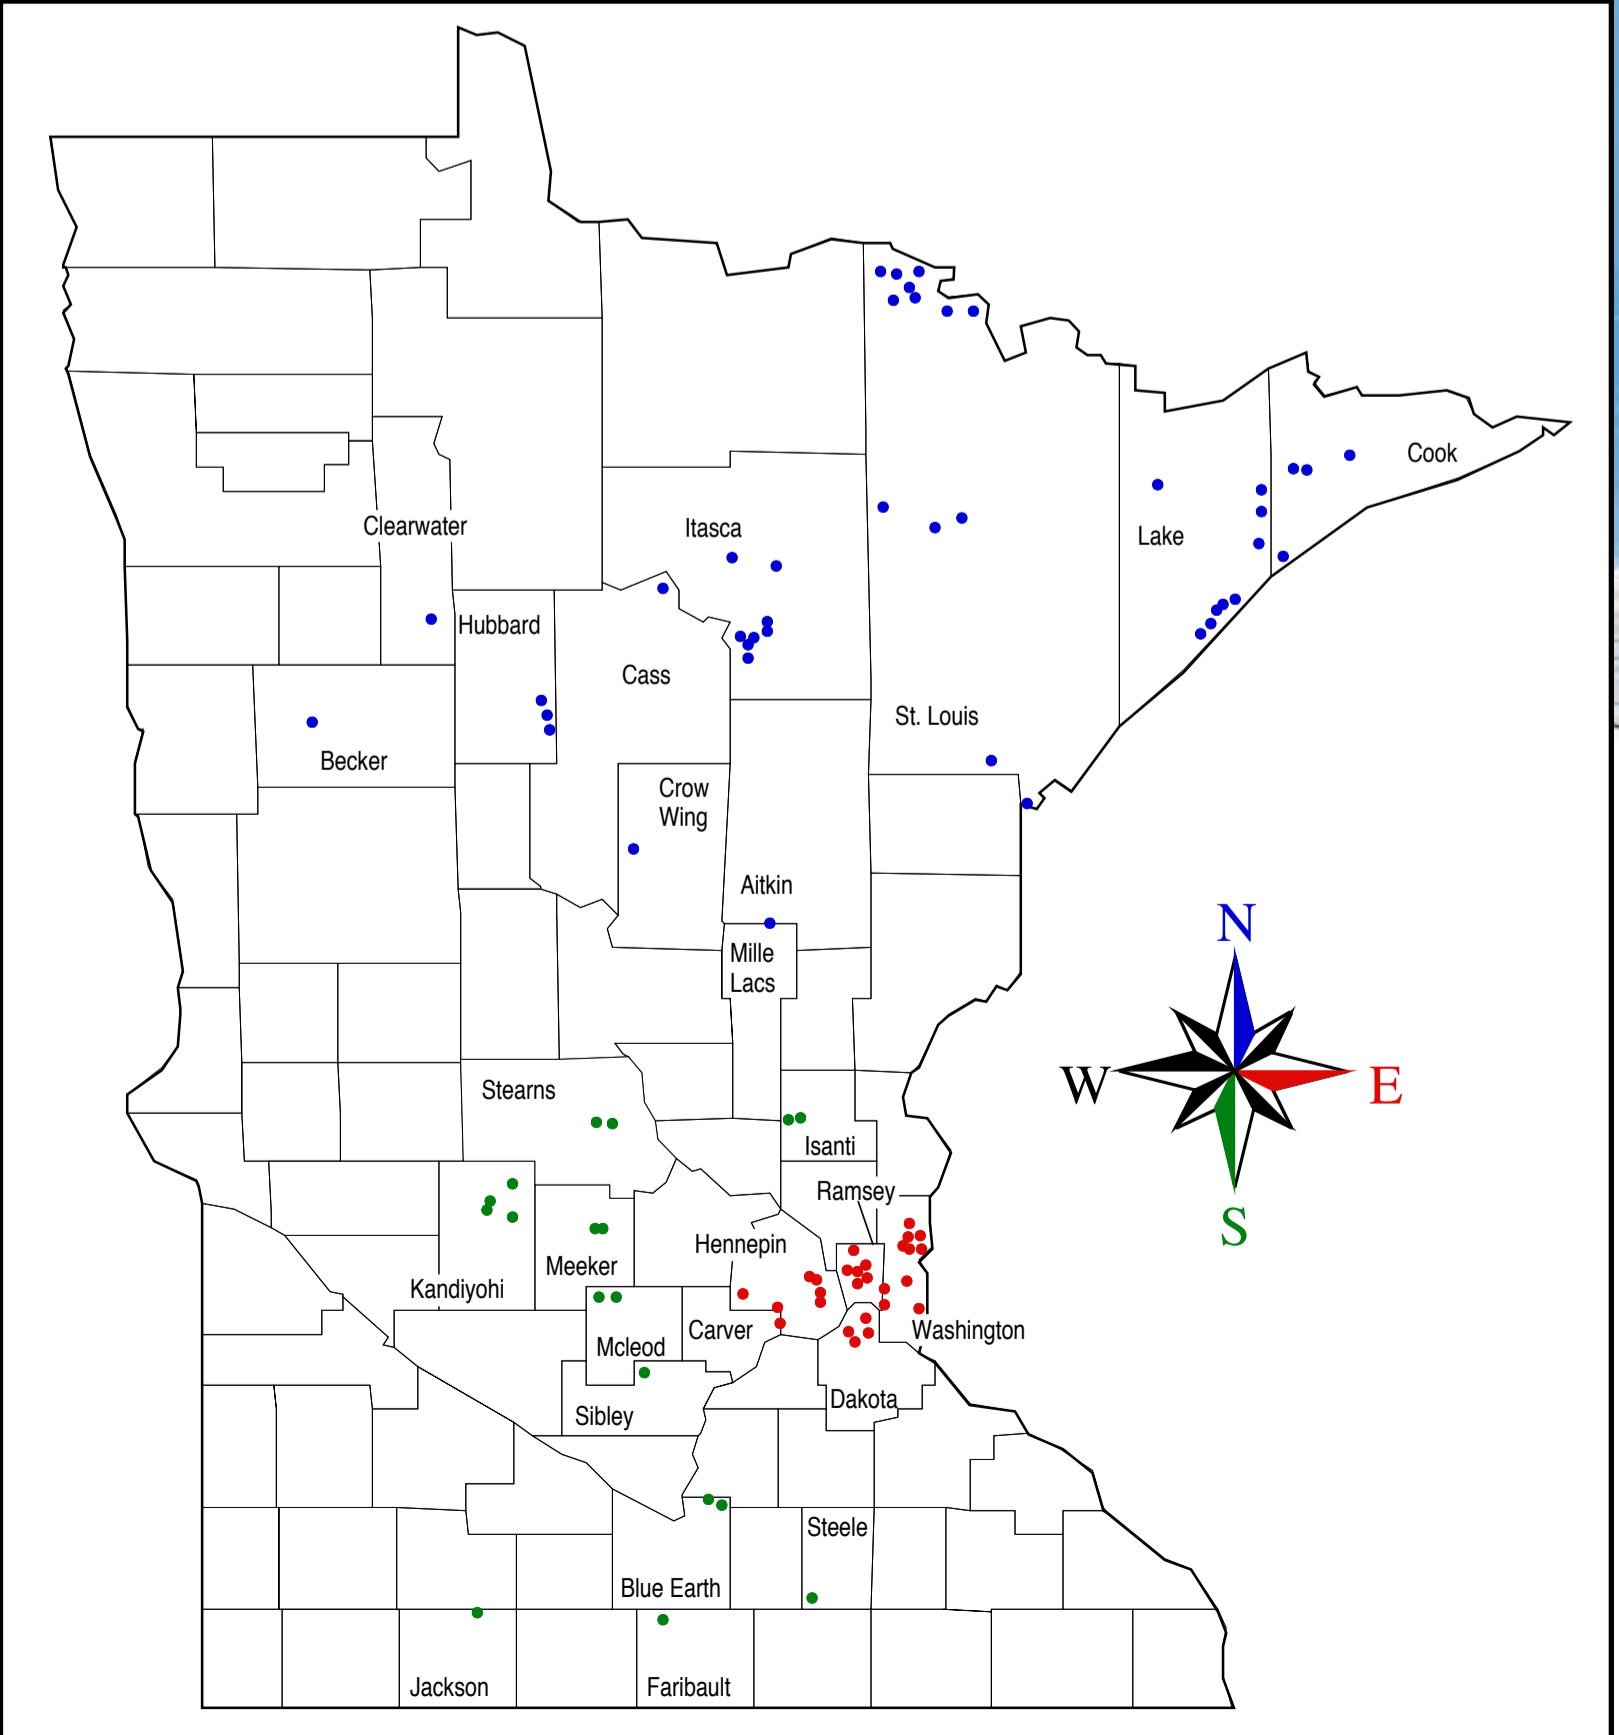 Cook
Clearwater
Itasca
Lake
Hubbard
Cass
St. Louis
Becker
Crow
Wing
Aitkin
N
Mille
Lacs
W
E
Stearns
Isanti
Ramsey
S
Hennepin
Meeker
Kandiyohi
Carver
Washington
Mcleod
Dakota
Sibley
Steele
Blue Earth
Jackson
Faribault